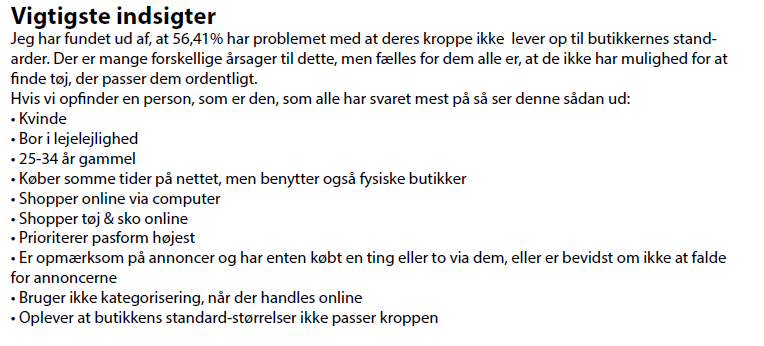 Vigtigste indsigter
Jeg har fundet ud af, at 56,41% har problemet med at deres kroppe ikke lever op til butikkernes stand-
arder. Der er mange forskellige årsager til dette, men fælles for dem alle er, at de ikke har mulighed for at
finde tøj, der passer dem ordentligt.
Hvis vi opfinder en person, som er den, som alle har svaret mest på så ser denne sådan ud:
• Kvinde
• Bor i lejelejlighed
• 25-34 år gammel
• Køber somme tider på nettet, men benytter også fysiske butikker
• Shopper online via computer
• Shopper tøj & sko online
• Prioriterer pasform højest
• Er opmærksom på annoncer og har enten købt en ting eller to via dem, eller er bevidst om ikke at falde
for annoncerne
• Bruger ikke kategorisering, når der handles online
• Oplever at butikkens standard-størrelser ikke passer kroppen